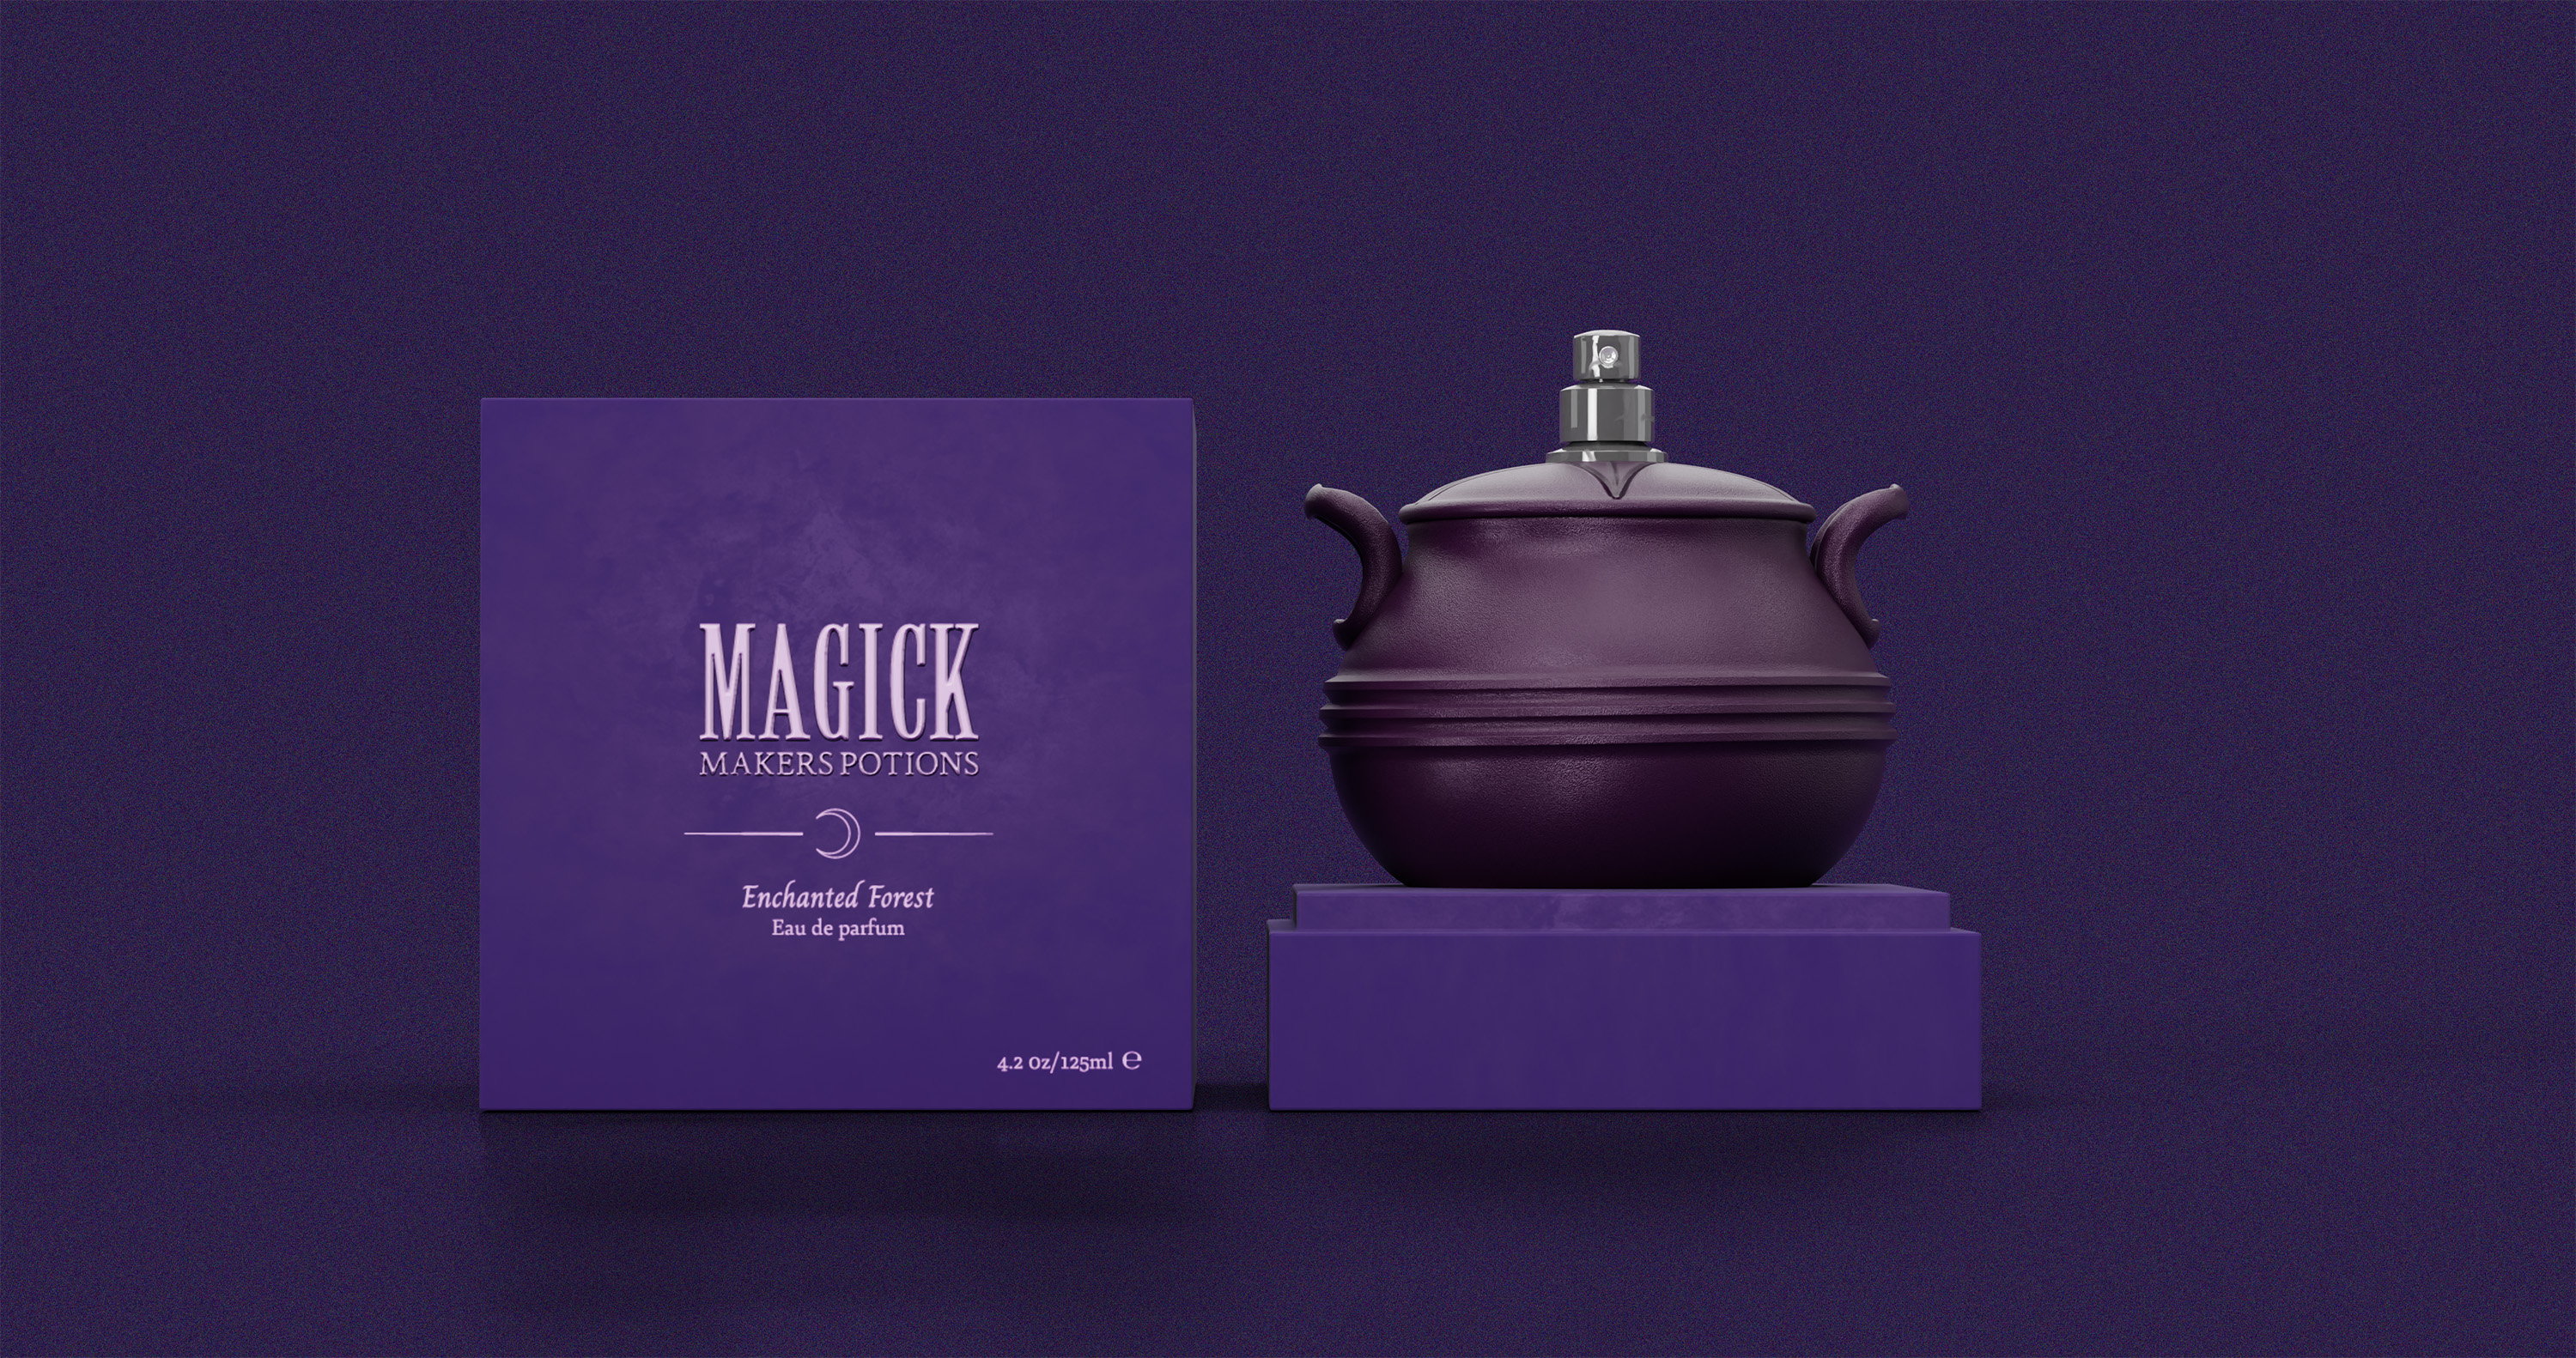 MAGICK
MAKERS POTIONS
Enchanted Forest
Eau de parfum
4.2 oz/125ml ℮